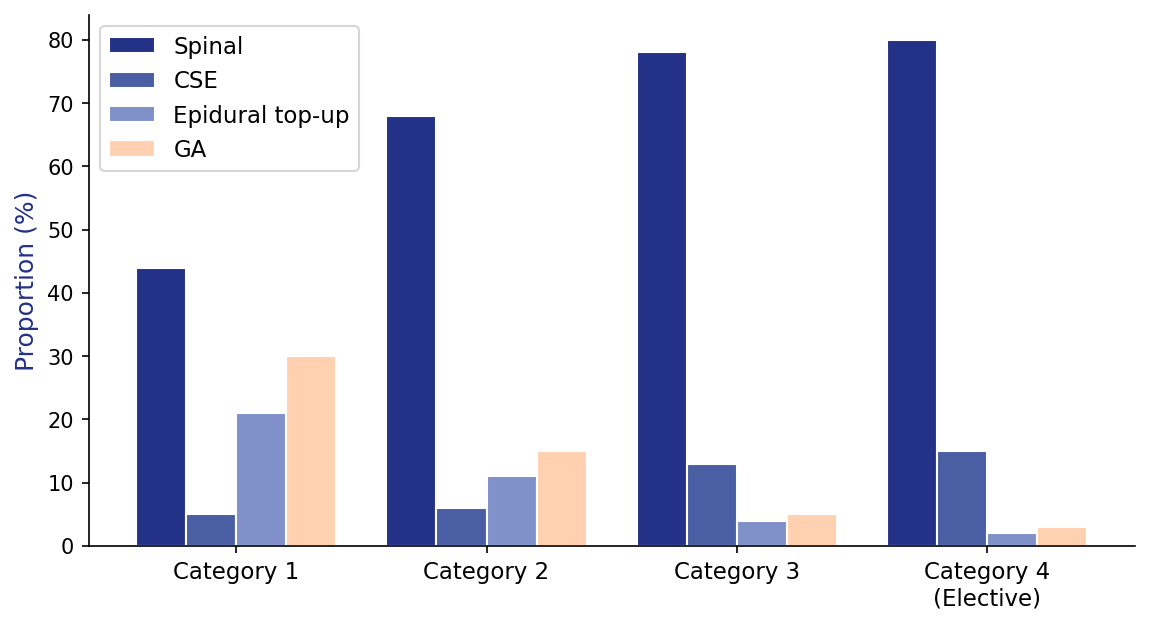 Spinal
CSE
Epidural top-up
GA
Proportion (%)
80
70
60
50
40
30
20
10
0
Category 1
Category 2
Category 3
Category 4
(Elective)